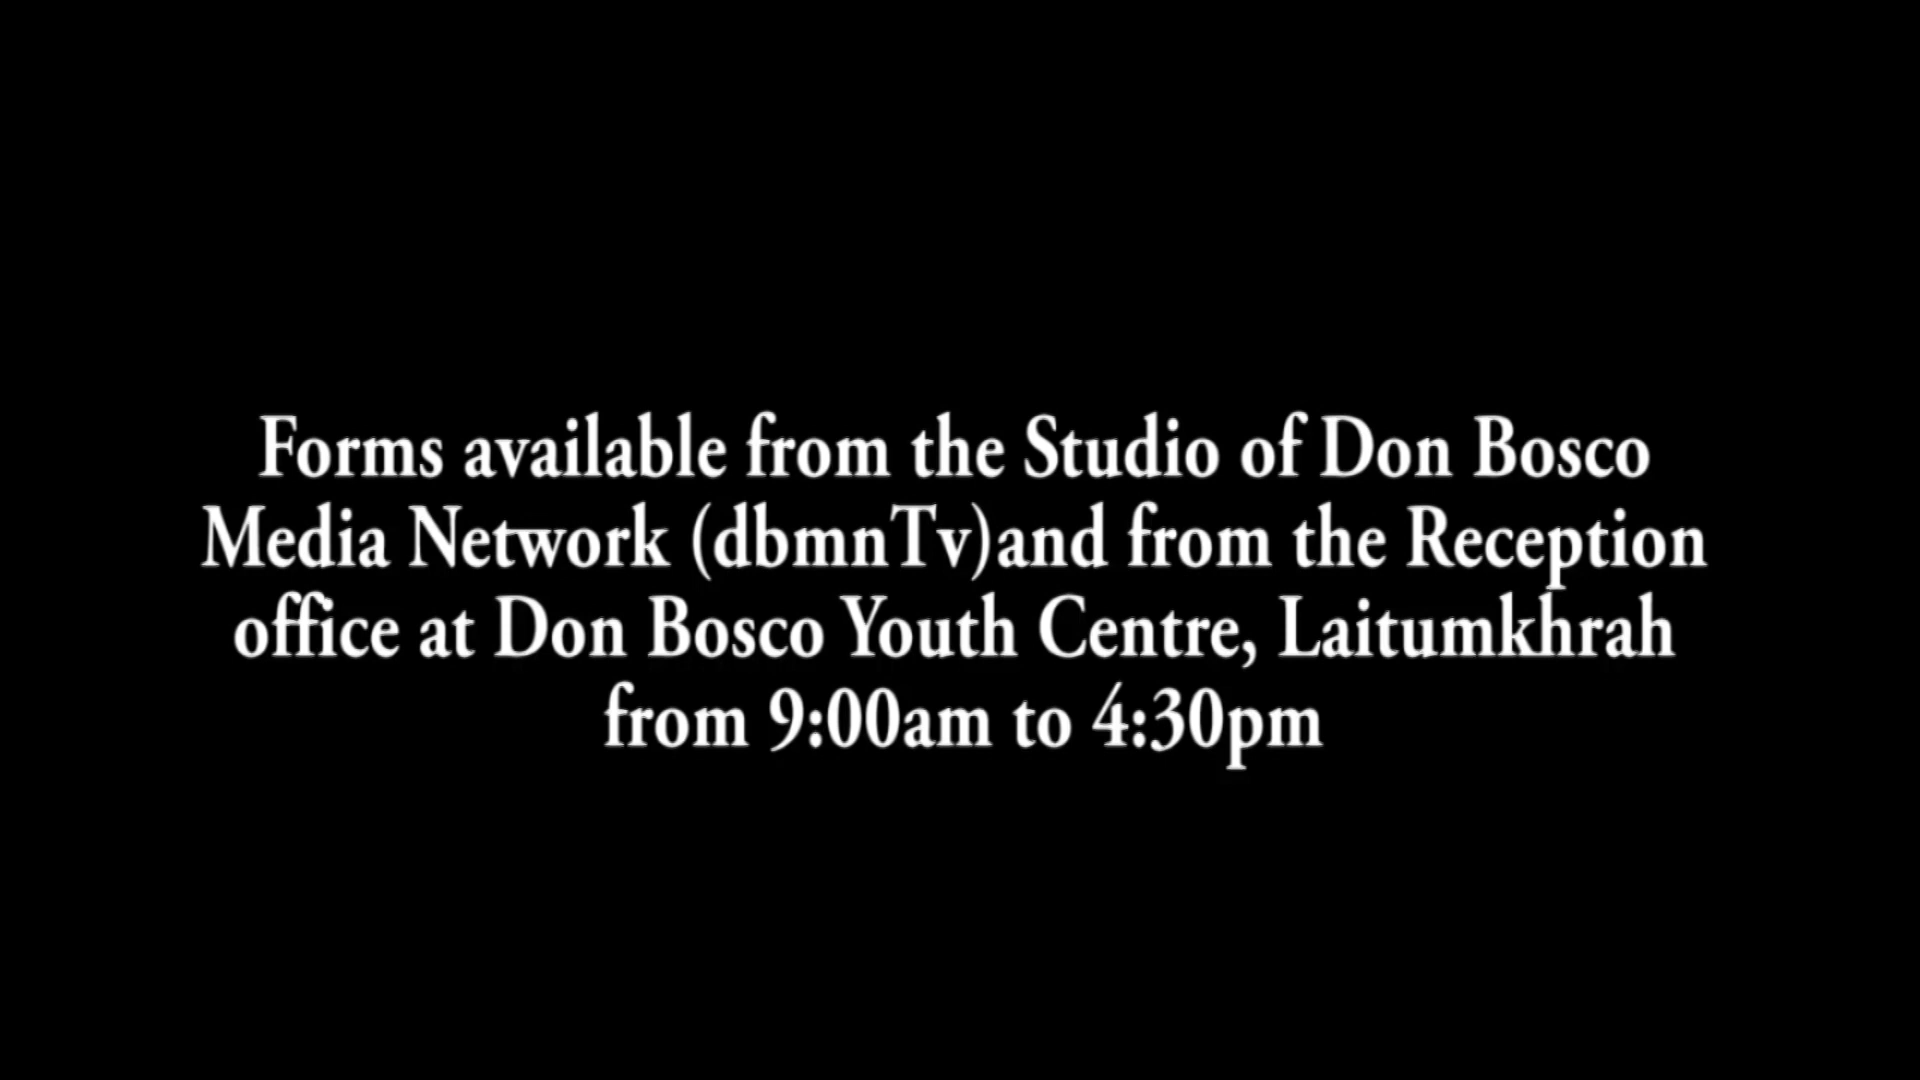 Forms available from the Studio of Don Bosco
Media Network (dbmnTv)and from the Reception
office at Don Bosco Youth Centre, Laitumkhrah
from 9:00am to 4:30pm